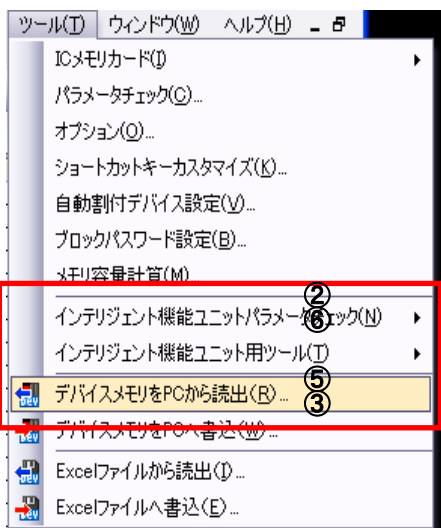 ツール(T) ウィンドウ(W) ヘルプ(H)
ICメモリカード(I)
パラメータチェック(C)...
オプション(O)...
ショートカットキーカスタマイズ(K)...
自動割付デバイス設定(V)...
ブロックパスワード設定(B)...
メモリ容量計算(M)...
②
インテリジェント機能ユニットパラメータチェック(N)
⑥
インテリジェント機能ユニット用ツール(T)
⑤
DEV デバイスメモリをPCから読出(R)...
③
DEV デバイスメモリをPCへ書込(W)...
DEV Excelファイルから読出(I)...
DEV Excelファイルへ書込(E)...